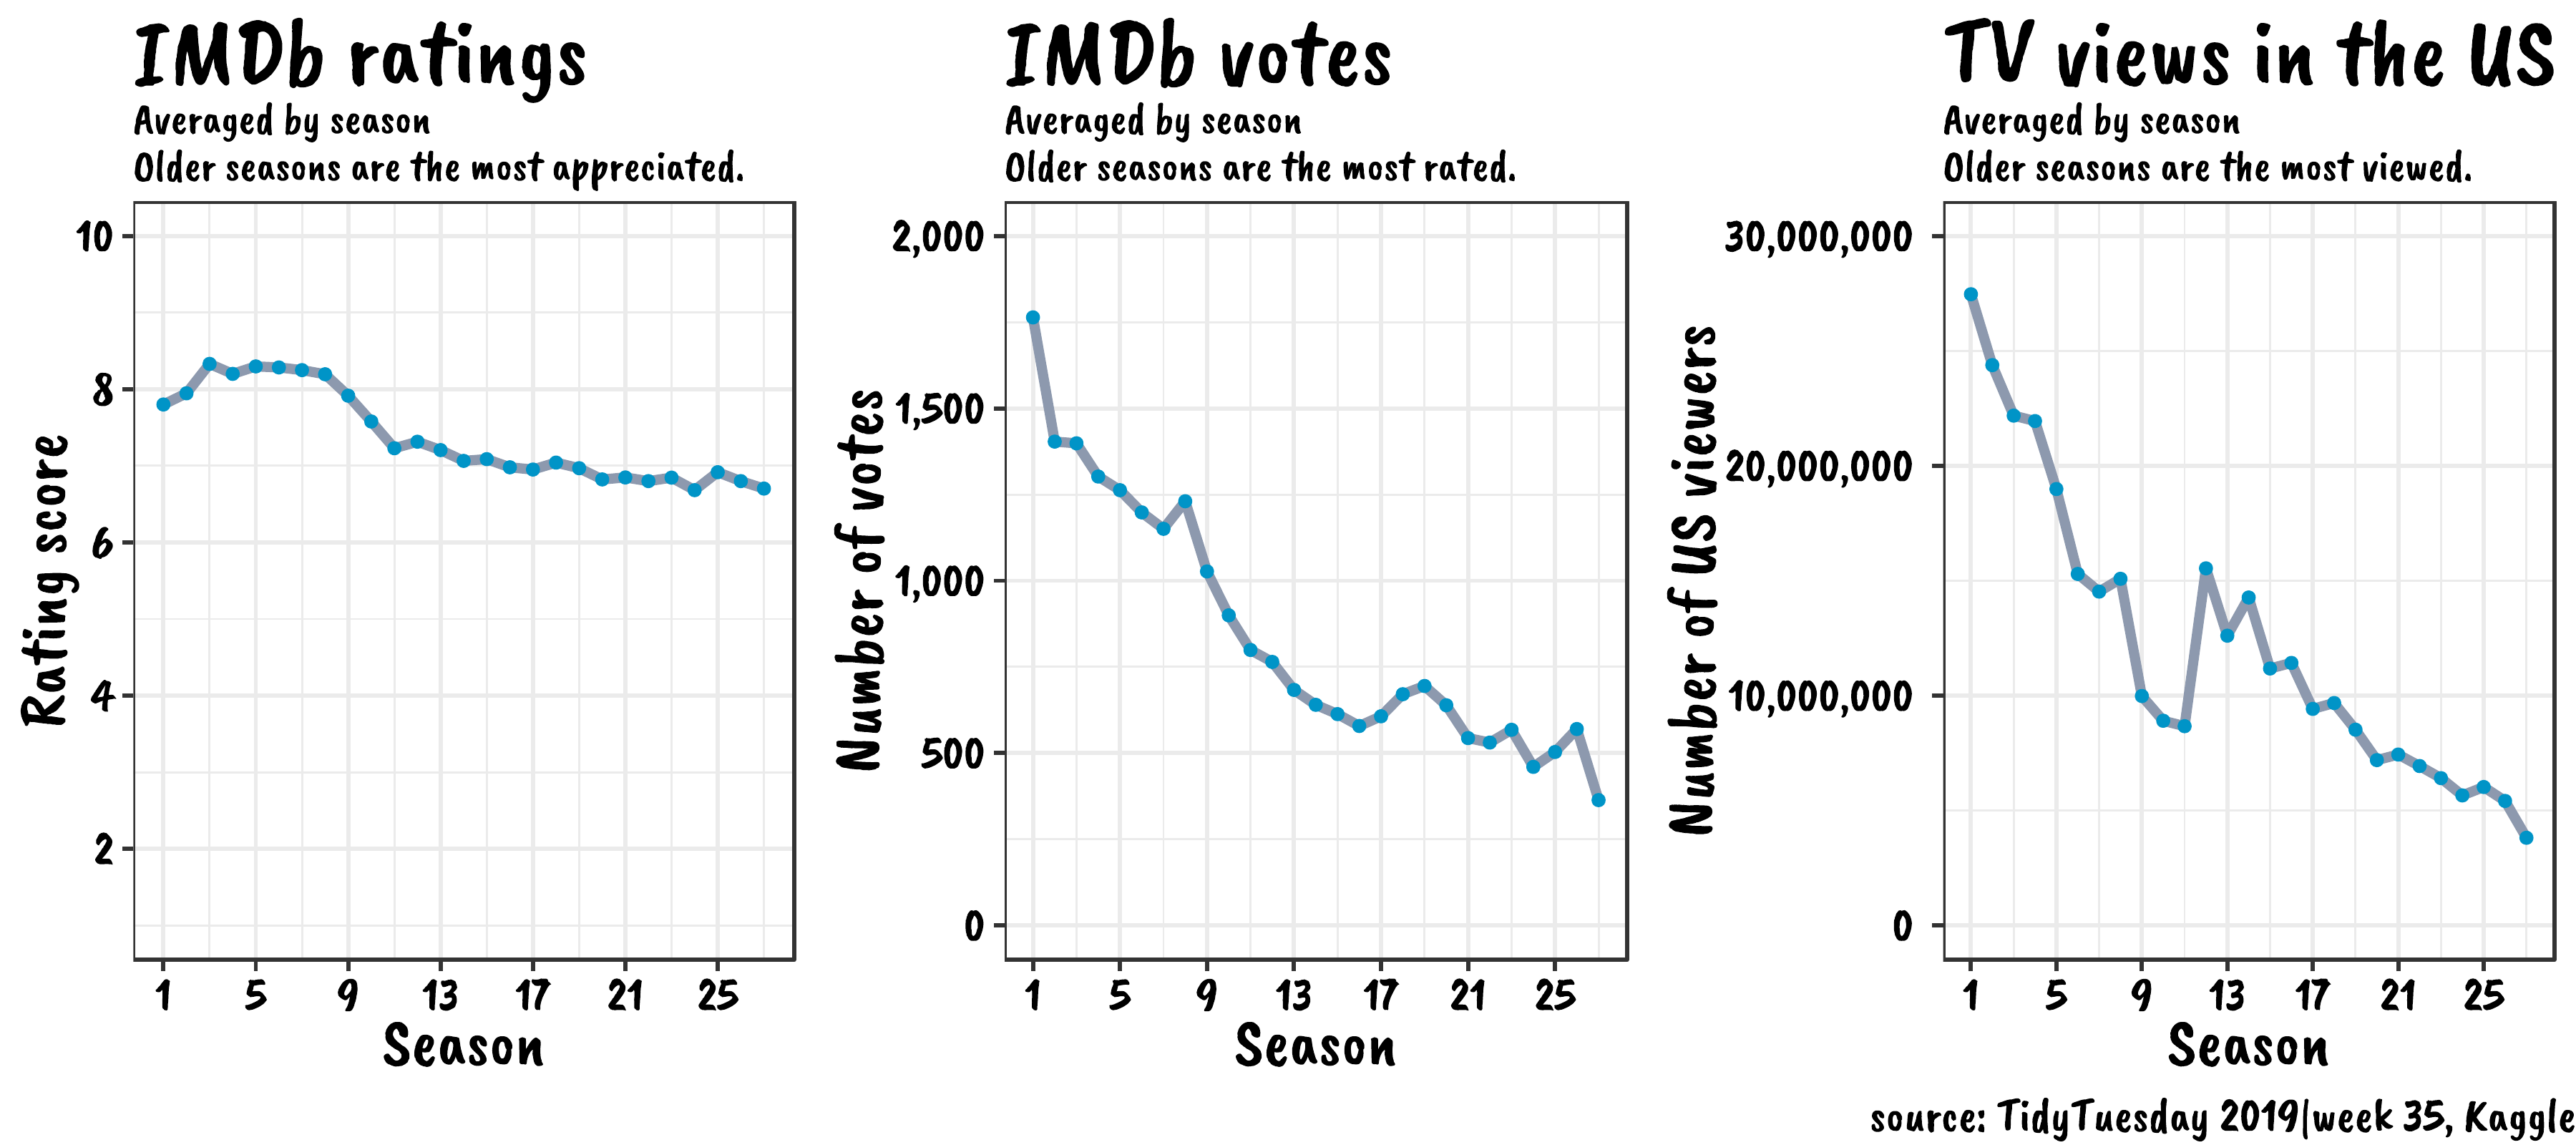 IMDb ratings
Averaged by season
Older seasons are the most appreciated.
10
8
6
4
2
Rating score
1 5 9 13 17 21 25
Season
IMDb votes
Averaged by season
Older seasons are the most rated.
2,000
1,500
1,000
500
0
Number of votes
1 5 9 13 17 21 25
Season
TV views in the US
Averaged by season
Older seasons are the most viewed.
30,000,000
20,000,000
10,000,000
0
Number of US viewers
1 5 9 13 17 21 25
Season
source: TidyTuesday 2019|week 35, Kaggle